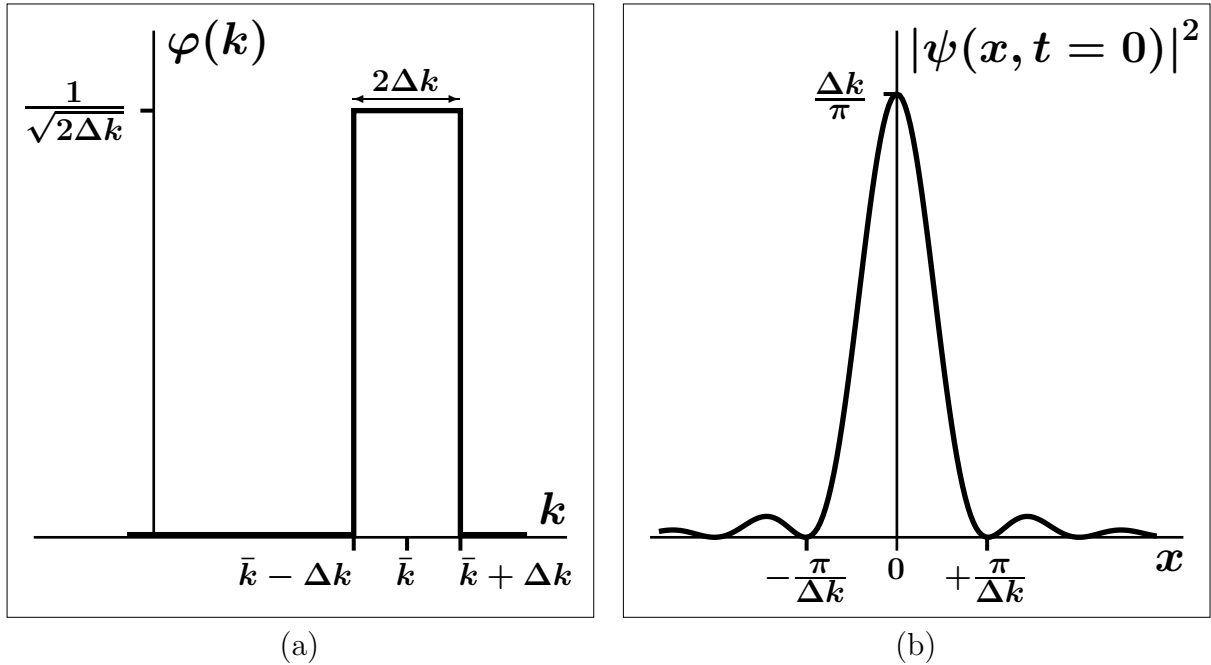 φ(k)
1/√2Δk
2Δk
k
k̄ − Δk
k̄
k̄ + Δk
(a)
|ψ(x, t = 0)|²
Δk/π
−π/Δk
0
+π/Δk
x
(b)